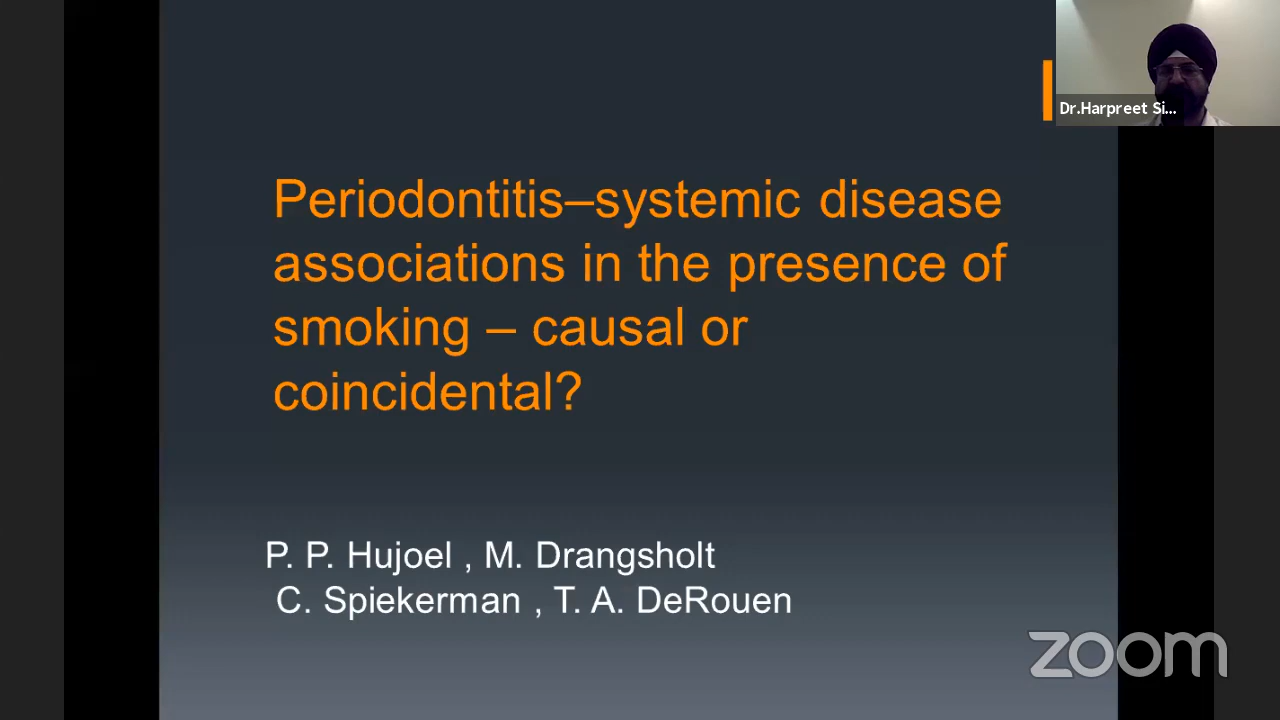 Dr.Harpreet Si...
Periodontitis–systemic disease
associations in the presence of
smoking – causal or
coincidental?
P. P. Hujoel , M. Drangsholt
C. Spiekerman , T. A. DeRouen
zoom